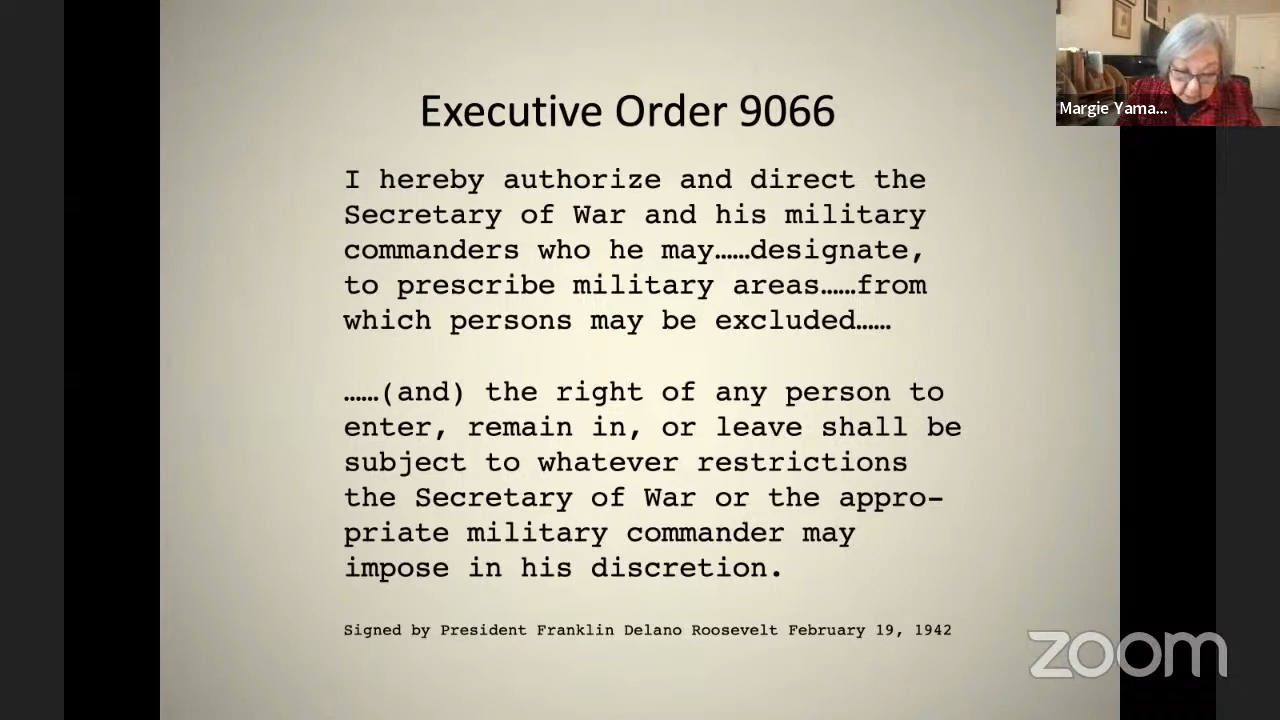 Executive Order 9066
Margie Yama...
I hereby authorize and direct the
Secretary of War and his military
commanders who he may……designate,
to prescribe military areas……from
which persons may be excluded……
……(and) the right of any person to
enter, remain in, or leave shall be
subject to whatever restrictions
the Secretary of War or the appro-
priate military commander may
impose in his discretion.
Signed by President Franklin Delano Roosevelt February 19, 1942
zoom